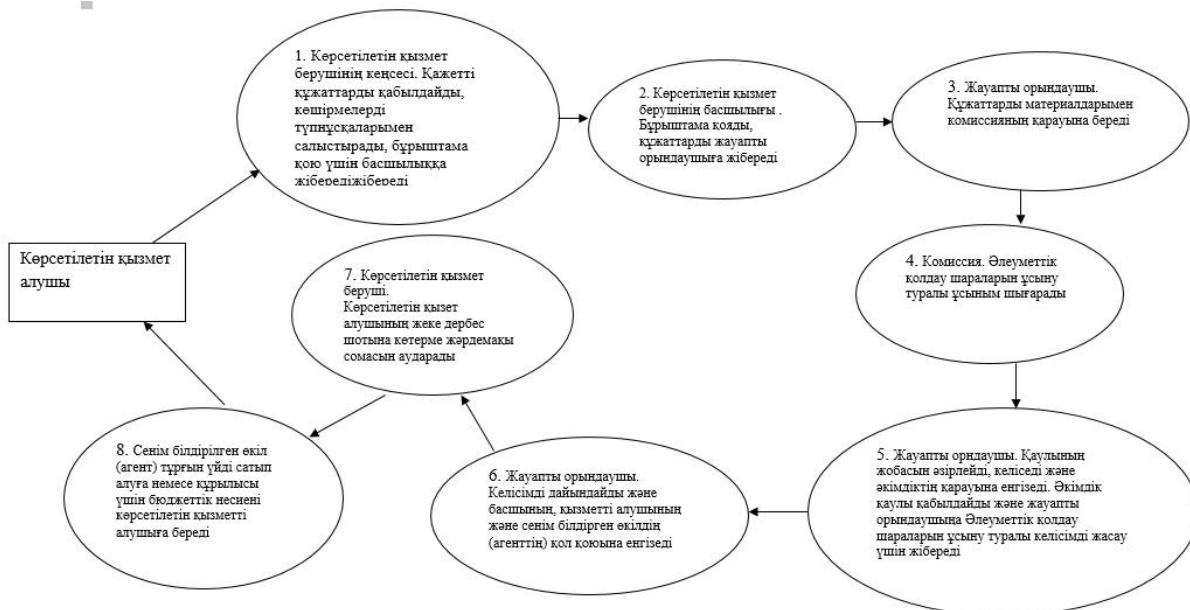 1. Көрсетілетін қызмет
берушінің кеңсесі. Қажетті
құжаттарды қабылдайды,
көшірмелерді
түпнұсқаларымен
салыстырады, бұрыштама
қою үшін басшылыққа
жібередіжібереді
2. Көрсетілетін қызмет
берушінің басшылығы .
Бұрыштама қояды,
құжаттарды жауапты
орындаушыға жібереді
3. Жауапты орындаушы.
Құжаттарды материалдарымен
комиссияның қарауына береді
4. Комиссия. Әлеуметтік
қолдау шараларын ұсыну
туралы ұсыным шығарады
5. Жауапты орндаушы. Қаулының
жобасын әзірлейді, келіседі және
әкімдіктің қарауына енгізеді. Әкімдік
қаулы қабылдайды және жауапты
орындаушыңа Әлеуметтік қолдау
шараларын ұсыну туралы келісімді жасау
үшін жібереді
6. Жауапты орындаушы.
Келісімді дайындайды және
басшының, қызметті алушының
және сенім білдірген өкілдің
(агенттің) қол қоюына енгізеді
7. Көрсетілетін қызмет
беруші.
Көрсетілетін қызет
алушының жеке дербес
шотына көтерме жәрдемақы
сомасын аударады
8. Сенім білдірілген өкіл
(агент) тұрғын үйді сатып
алуға немесе құрылысы
үшін бюджеттік несиені
көрсетілетін қызметті
алушыға береді
Көрсетілетін қызмет
алушы